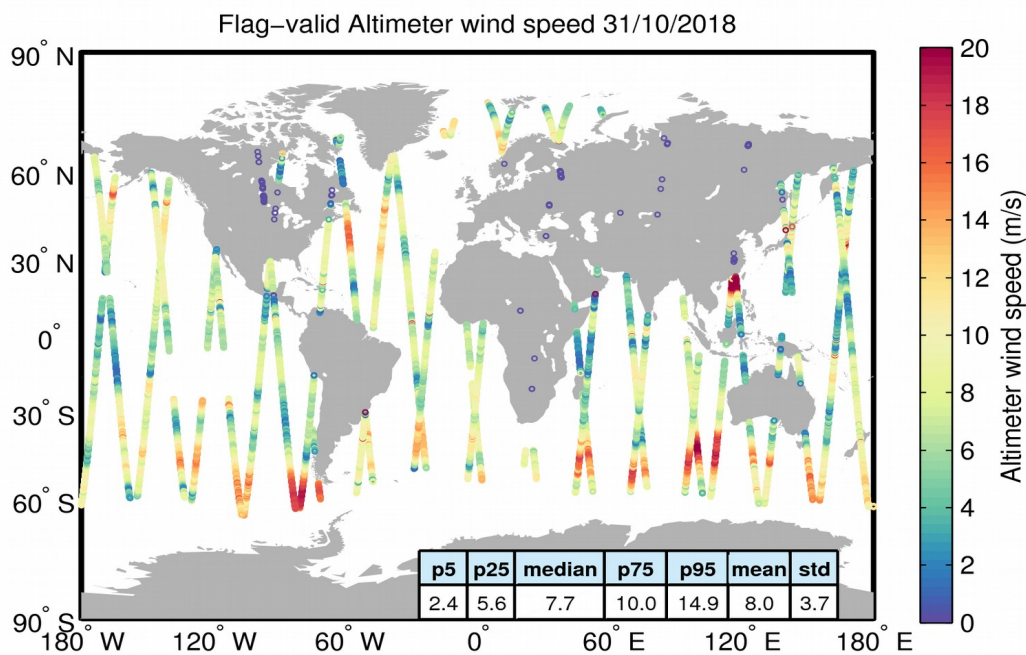 Flag-valid Altimeter wind speed 31/10/2018
90° N
60° N
30° N
0°
30° S
60° S
90° S
180° W
120° W
60° W
0°
60° E
120° E
180° E
p5 p25 median p75 p95 mean std
2.4 5.6 7.7 10.0 14.9 8.0 3.7
20
18
16
14
12
10
8
6
4
2
0
Altimeter wind speed (m/s)